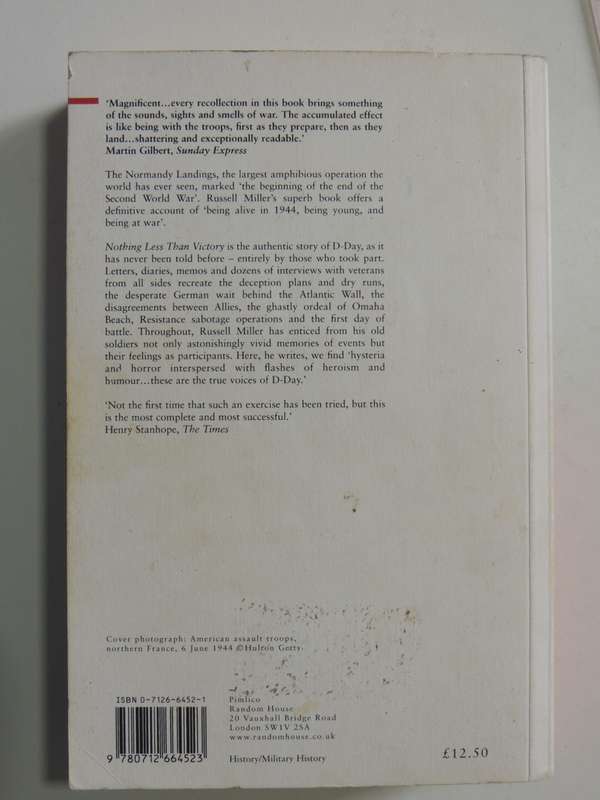 ‘Magnificent...every recollection in this book brings something
of the sounds, sights and smells of war. The accumulated effect
is like being with the troops, first as they prepare, then as they
land...shattering and exceptionally readable.’
Martin Gilbert, Sunday Express
The Normandy Landings, the largest amphibious operation the
world has ever seen, marked ‘the beginning of the end of the
Second World War’. Russell Miller’s superb book offers a
definitive account of ‘being alive in 1944, being young, and
being at war’.
Nothing Less Than Victory is the authentic story of D-Day, as it
has never been told before – entirely by those who took part.
Letters, diaries, memos and dozens of interviews with veterans
from all sides recreate the deception plans and dry runs,
the desperate German wait behind the Atlantic Wall, the
disagreements between Allies, the ghastly ordeal of Omaha
Beach, Resistance sabotage operations and the first day of
battle. Throughout, Russell Miller has enticed from his old
soldiers not only astonishingly vivid memories of events but
their feelings as participants. Here, he writes, we find ‘hysteria
and horror interspersed with flashes of heroism and
humour...these are the true voices of D-Day.’
‘Not the first time that such an exercise has been tried, but this
is the most complete and most successful.’
Henry Stanhope, The Times
Cover photograph: American assault troops,
northern France, 6 June 1944 ©Hulton Getty
ISBN 0-7126-6452-1
9 780712 664523
Pimlico
Random House
20 Vauxhall Bridge Road
London SW1V 2SA
www.randomhouse.co.uk
History/Military History
£12.50